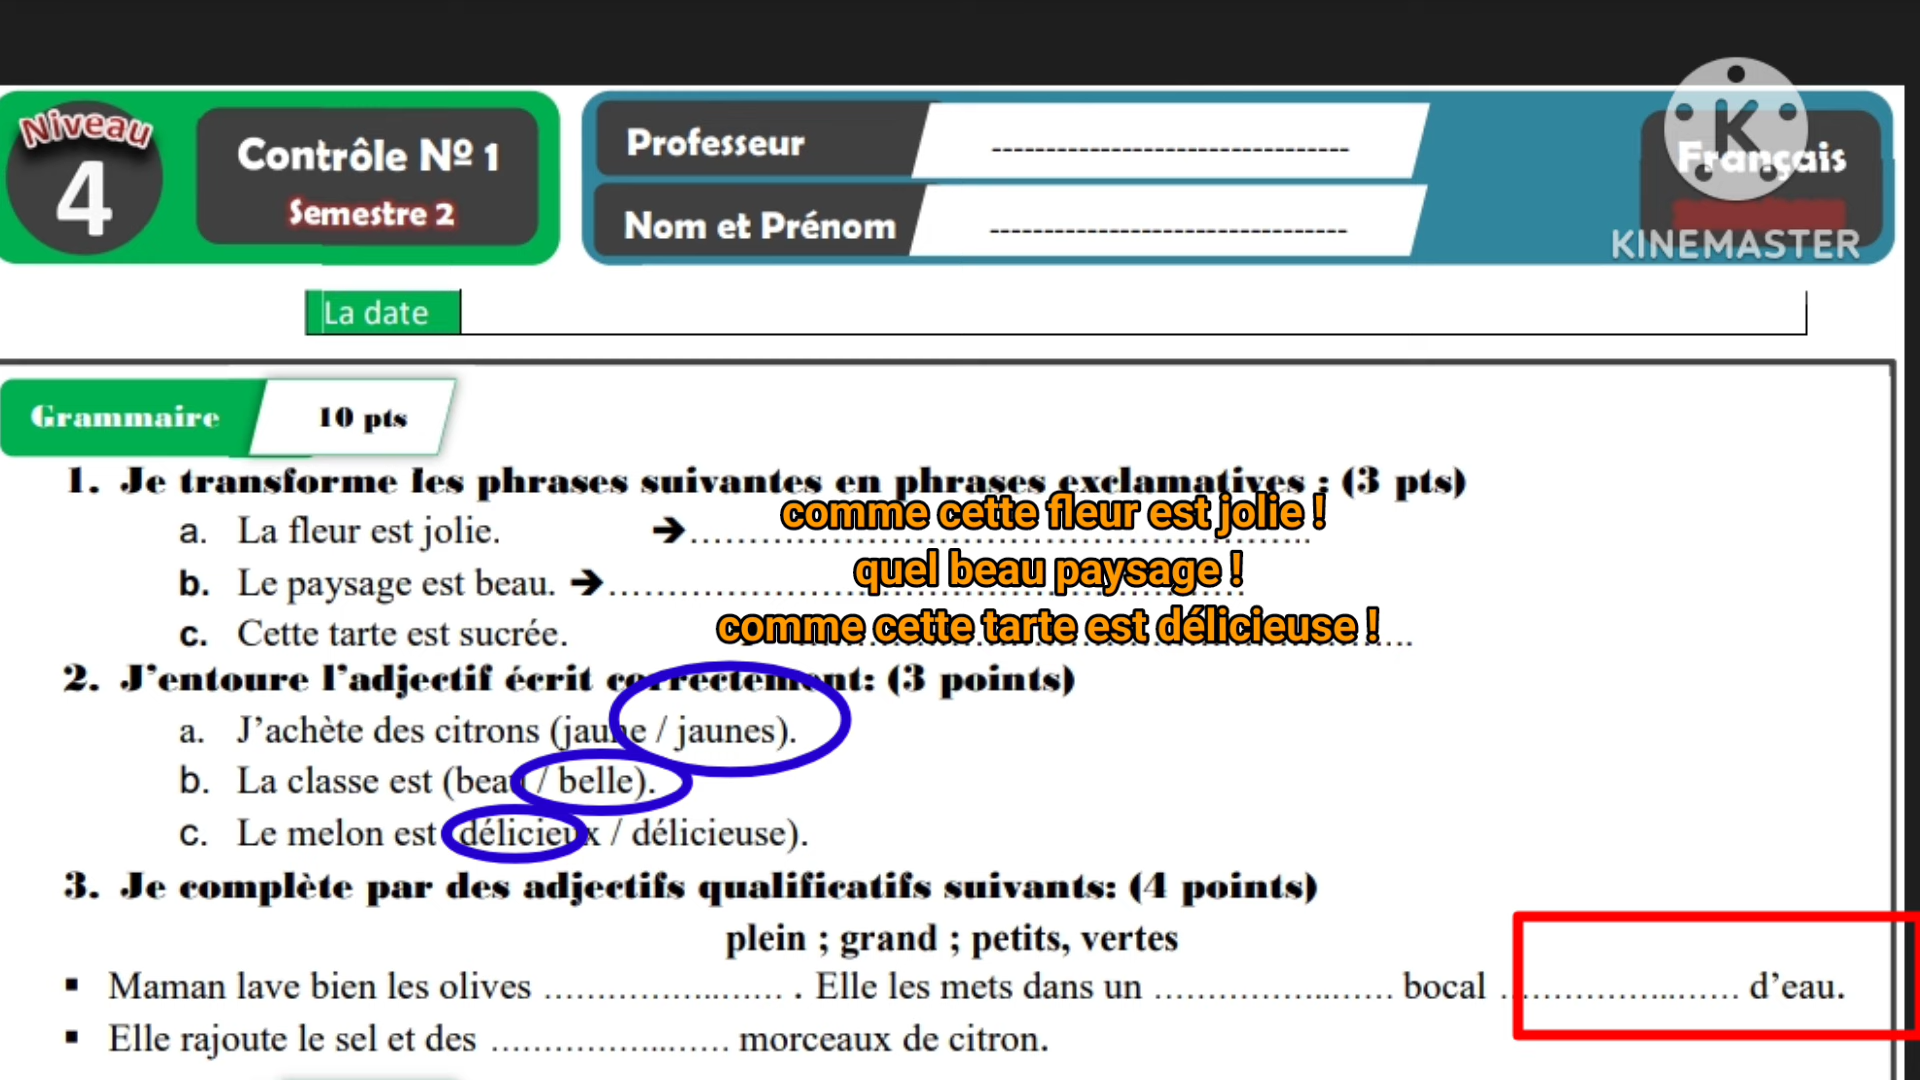 Niveau
4
Contrôle Nº 1
Semestre 2
Professeur --------------------------------
Nom et Prénom --------------------------------
Français
KINEMASTER
La date
Grammaire 10 pts
1. Je transforme les phrases suivantes en phrases exclamatives : (3 pts)
comme cette fleur est jolie !
a. La fleur est jolie. ➔..........................................................
quel beau paysage !
b. Le paysage est beau. ➔..........................................................
comme cette tarte est délicieuse !
c. Cette tarte est sucrée.
2. J'entoure l'adjectif écrit correctement: (3 points)
a. J'achète des citrons (jaune / jaunes).
b. La classe est (beau / belle).
c. Le melon est (délicieux / délicieuse).
3. Je complète par des adjectifs qualificatifs suivants: (4 points)
plein ; grand ; petits, vertes
▪ Maman lave bien les olives ........................ . Elle les mets dans un ........................ bocal ........................ d'eau.
▪ Elle rajoute le sel et des ........................ morceaux de citron.